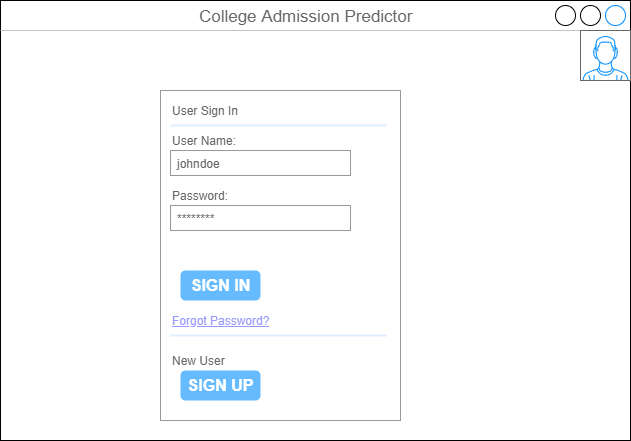 College Admission Predictor
User Sign In
User Name:
johndoe
Password:
********
SIGN IN
Forgot Password?
New User
SIGN UP